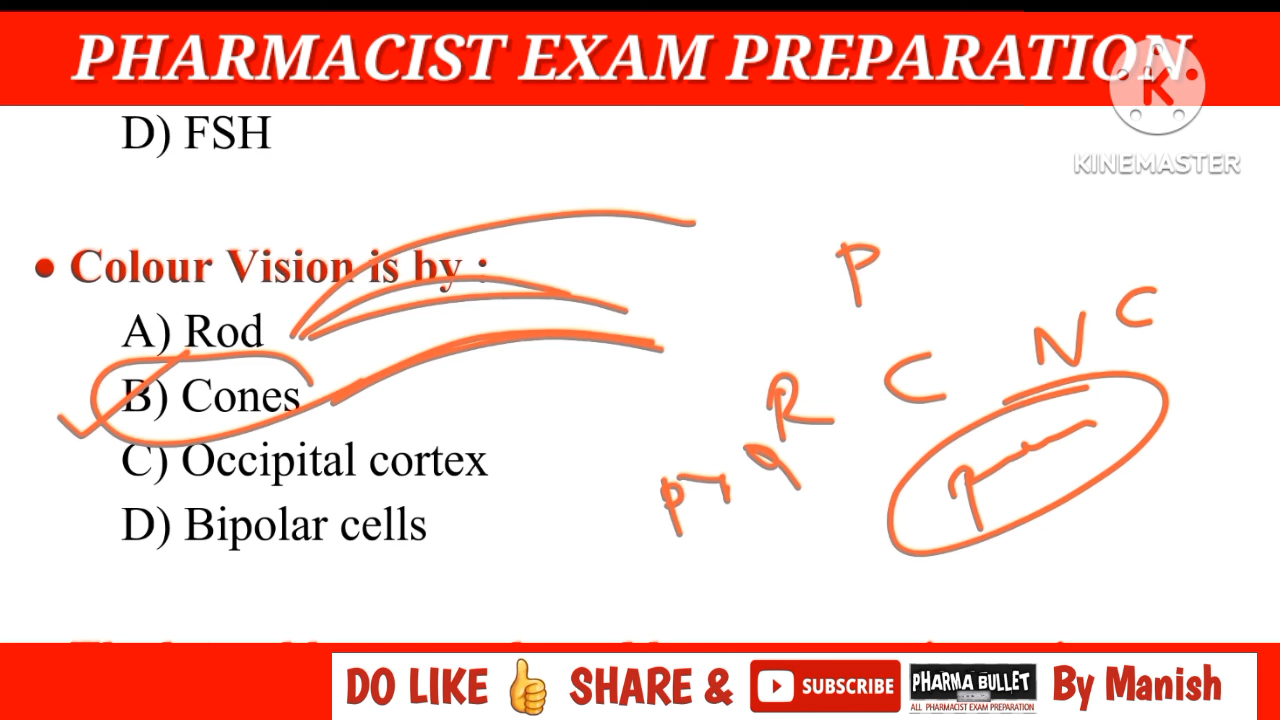 PHARMACIST EXAM PREPARATION
KINEMASTER
D) FSH
• Colour Vision is by :
A) Rod
B) Cones
C) Occipital cortex
D) Bipolar cells
P
C
N
C
R
DO LIKE SHARE & SUBSCRIBE PHARMA BULLET By Manish
ALL PHARMACIST EXAM PREPARATION